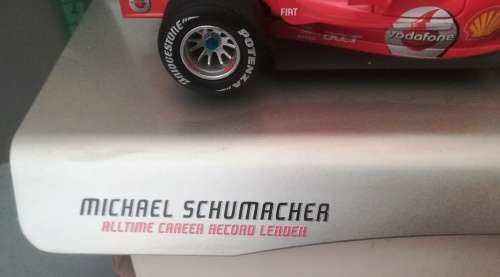 FIAT
vodafone
BRIDGESTONE
POTENZA
MICHAEL SCHUMACHER
ALLTIME CAREER RECORD LEADER